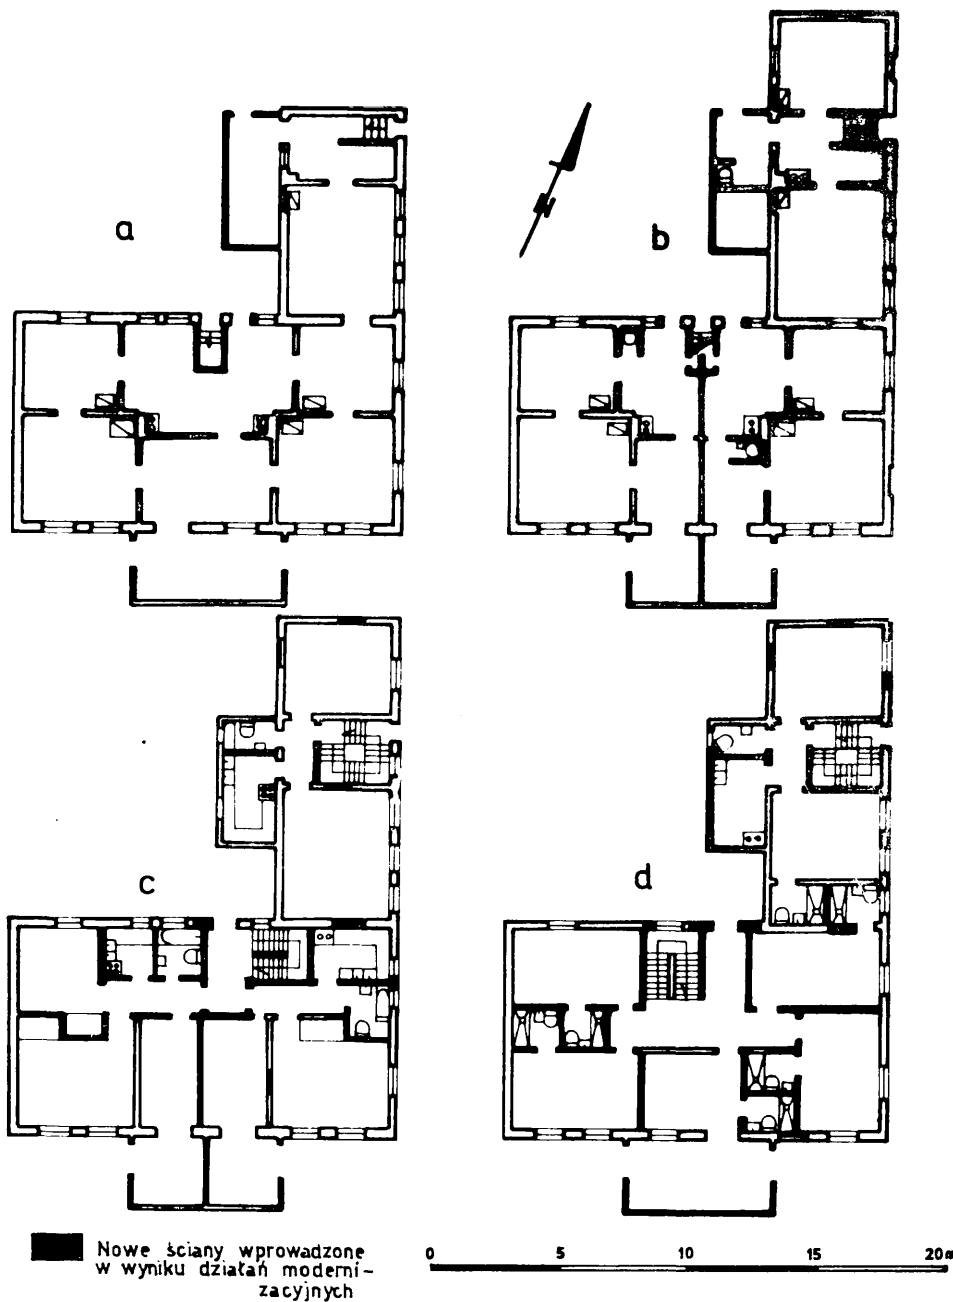 a
b
c
d
Nowe ściany wprowadzone
w wyniku działań moderni-
zacyjnych
0 5 10 15 20m